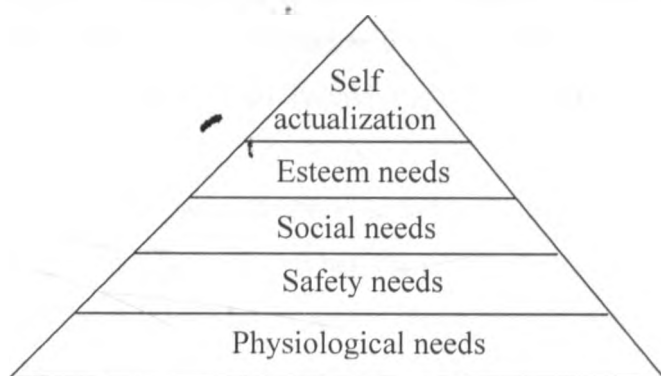 Self
actualization
Esteem needs
Social needs
Safety needs
Physiological needs